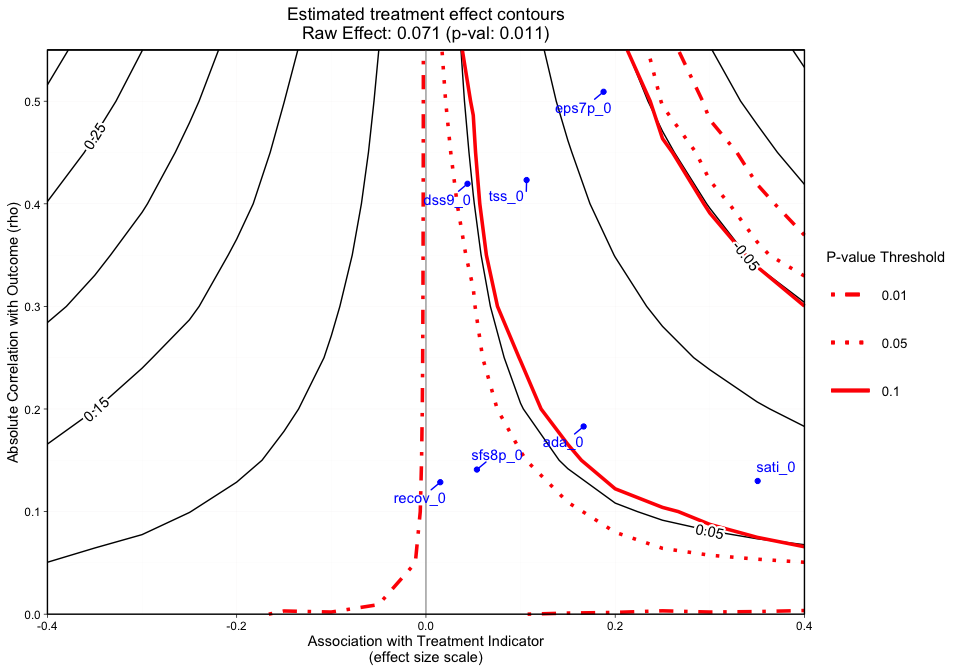 Estimated treatment effect contours
Raw Effect: 0.071 (p-val: 0.011)
Absolute Correlation with Outcome (rho)
0.5
0.4
0.3
0.2
0.1
0.0
0:25
0:15
-0.05
0:05
eps7p_0
dss9_0
tss_0
ada_0
sfs8p_0
sati_0
recov_0
-0.4
-0.2
0.0
0.2
0.4
Association with Treatment Indicator
(effect size scale)
P-value Threshold
0.01
0.05
0.1